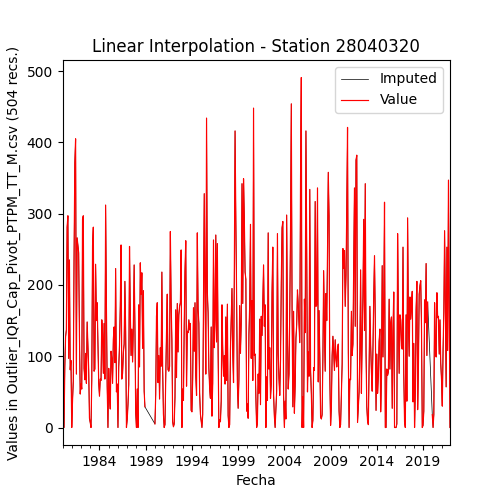 Linear Interpolation - Station 28040320
Values in Outlier_IQR_Cap_Pivot_PTPM_TT_M.csv (504 recs.)
500
400
300
200
100
0
Imputed
Value
1984 1989 1994 1999 2004 2009 2014 2019
Fecha